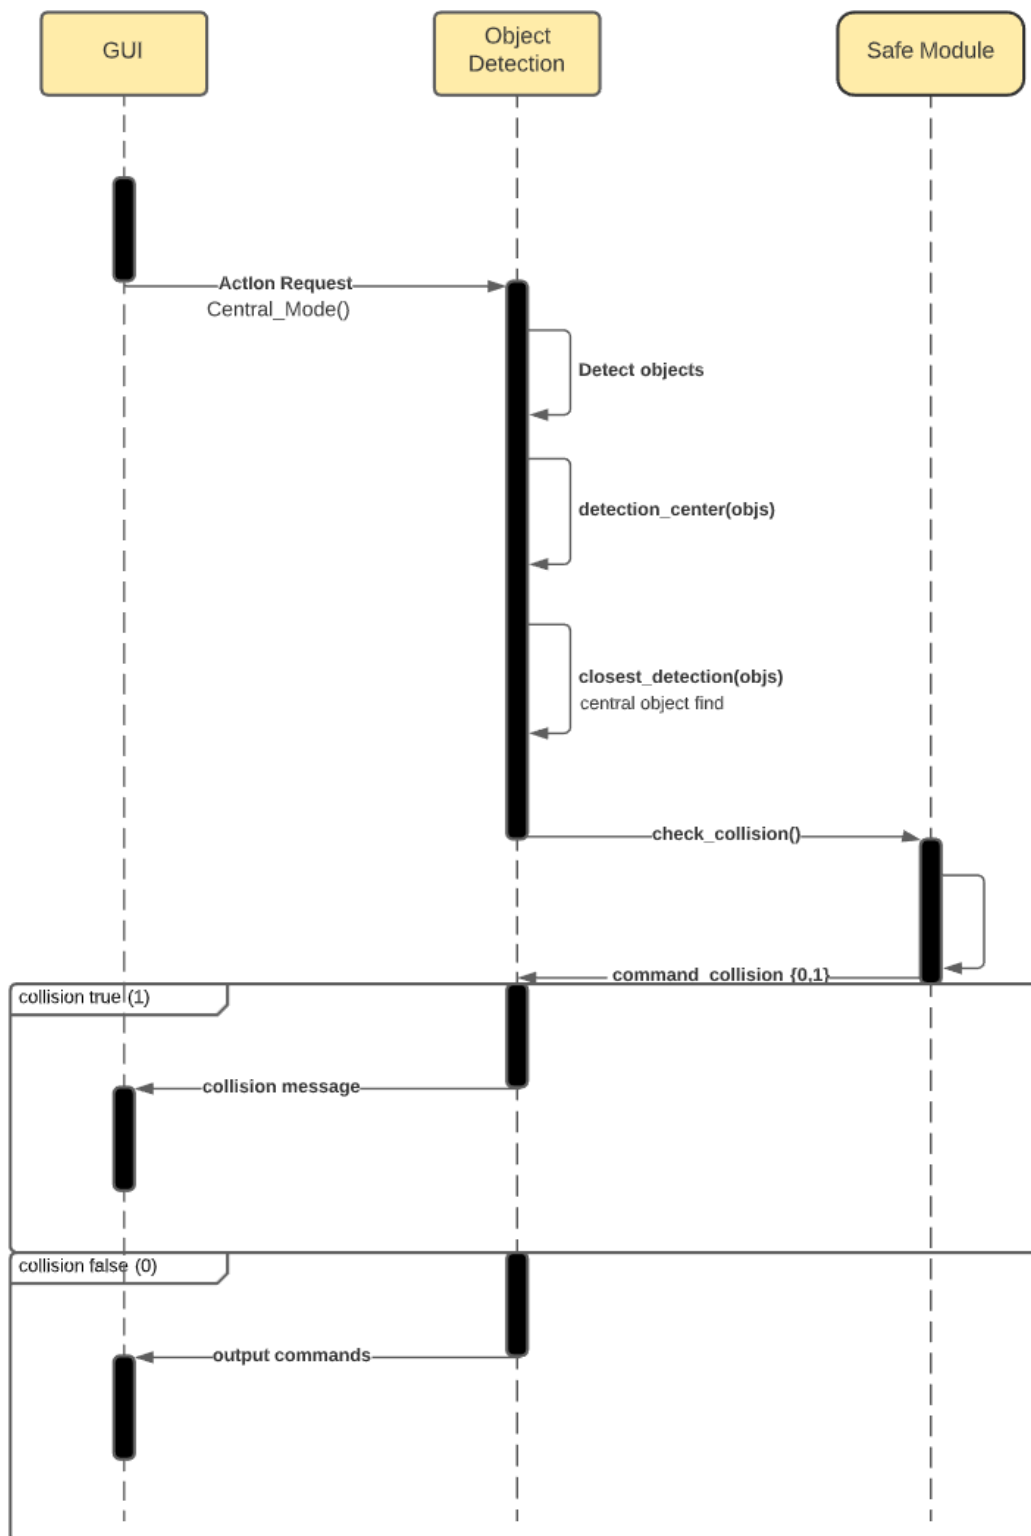 GUI
Object
Detection
Safe Module
ActIon Request
Central_Mode()
Detect objects
detection_center(objs)
closest_detection(objs)
central object find
check_collision()
command_collision {0,1}
collision true (1)
collision message
collision false (0)
output commands